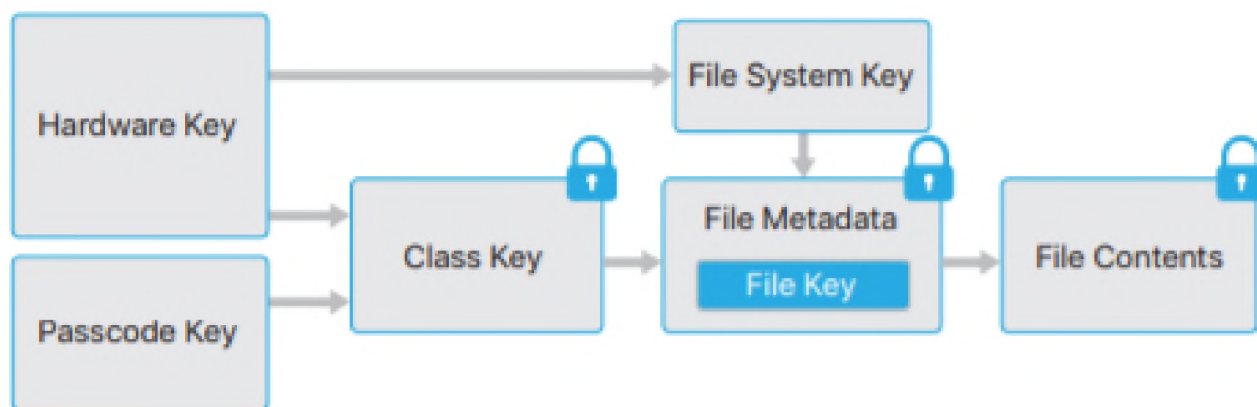 Hardware Key
File System Key
Class Key
File Metadata
File Key
File Contents
Passcode Key